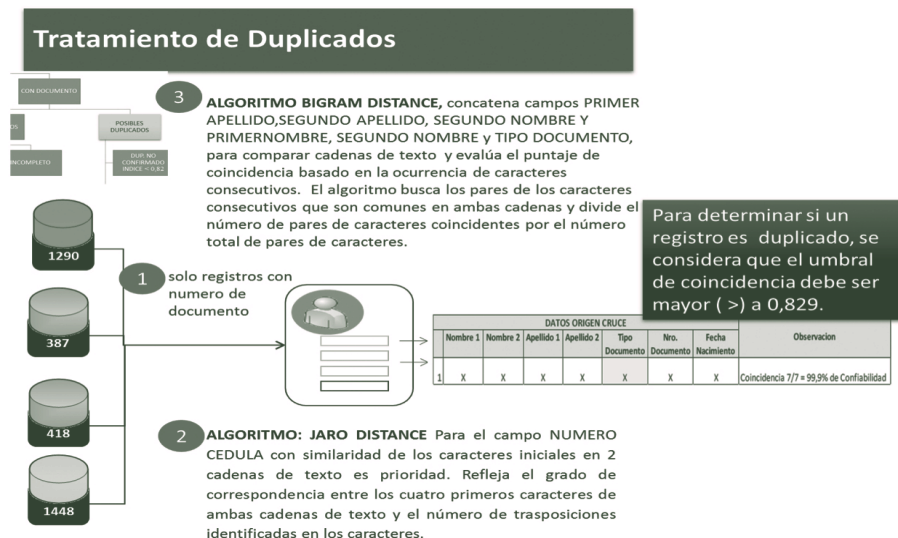 Tratamiento de Duplicados
CON DOCUMENTO
OS
POSIBLES
DUPLICADOS
INCOMPLETO
DUP. NO
CONFIRMADO
INDICE < 0,82
3
ALGORITMO BIGRAM DISTANCE, concatena campos PRIMER
APELLIDO,SEGUNDO APELLIDO, SEGUNDO NOMBRE Y
PRIMERNOMBRE, SEGUNDO NOMBRE y TIPO DOCUMENTO,
para comparar cadenas de texto y evalúa el puntaje de
coincidencia basado en la ocurrencia de caracteres
consecutivos. El algoritmo busca los pares de los caracteres
consecutivos que son comunes en ambas cadenas y divide el
número de pares de caracteres coincidentes por el número
total de pares de caracteres.
Para determinar si un
registro es duplicado, se
considera que el umbral
de coincidencia debe ser
mayor ( >) a 0,829.
1290
387
418
1448
1
solo registros con
numero de
documento
DATOS ORIGEN CRUCE
Nombre 1 Nombre 2 Apellido 1 Apellido 2 Tipo Documento Nro. Documento Fecha Nacimiento Observacion
1 X X X X X X X Coincidencia 7/7 = 99,9% de Confiabilidad
2
ALGORITMO: JARO DISTANCE Para el campo NUMERO
CEDULA con similaridad de los caracteres iniciales en 2
cadenas de texto es prioridad. Refleja el grado de
correspondencia entre los cuatro primeros caracteres de
ambas cadenas de texto y el número de trasposiciones
identificadas en los caracteres.